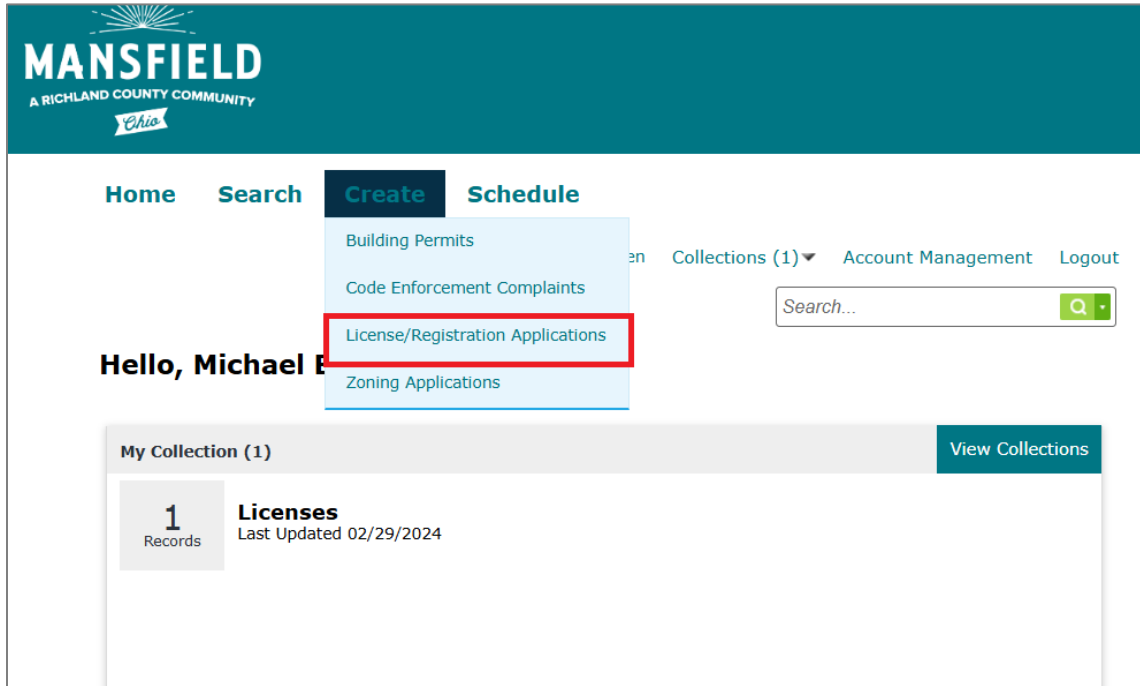 MANSFIELD
A RICHLAND COUNTY COMMUNITY
Ohio
Home Search Create Schedule
Building Permits
Collections (1) Account Management Logout
Code Enforcement Complaints
Search...
License/Registration Applications
Hello, Michael
Zoning Applications
My Collection (1) View Collections
1
Records
Licenses
Last Updated 02/29/2024